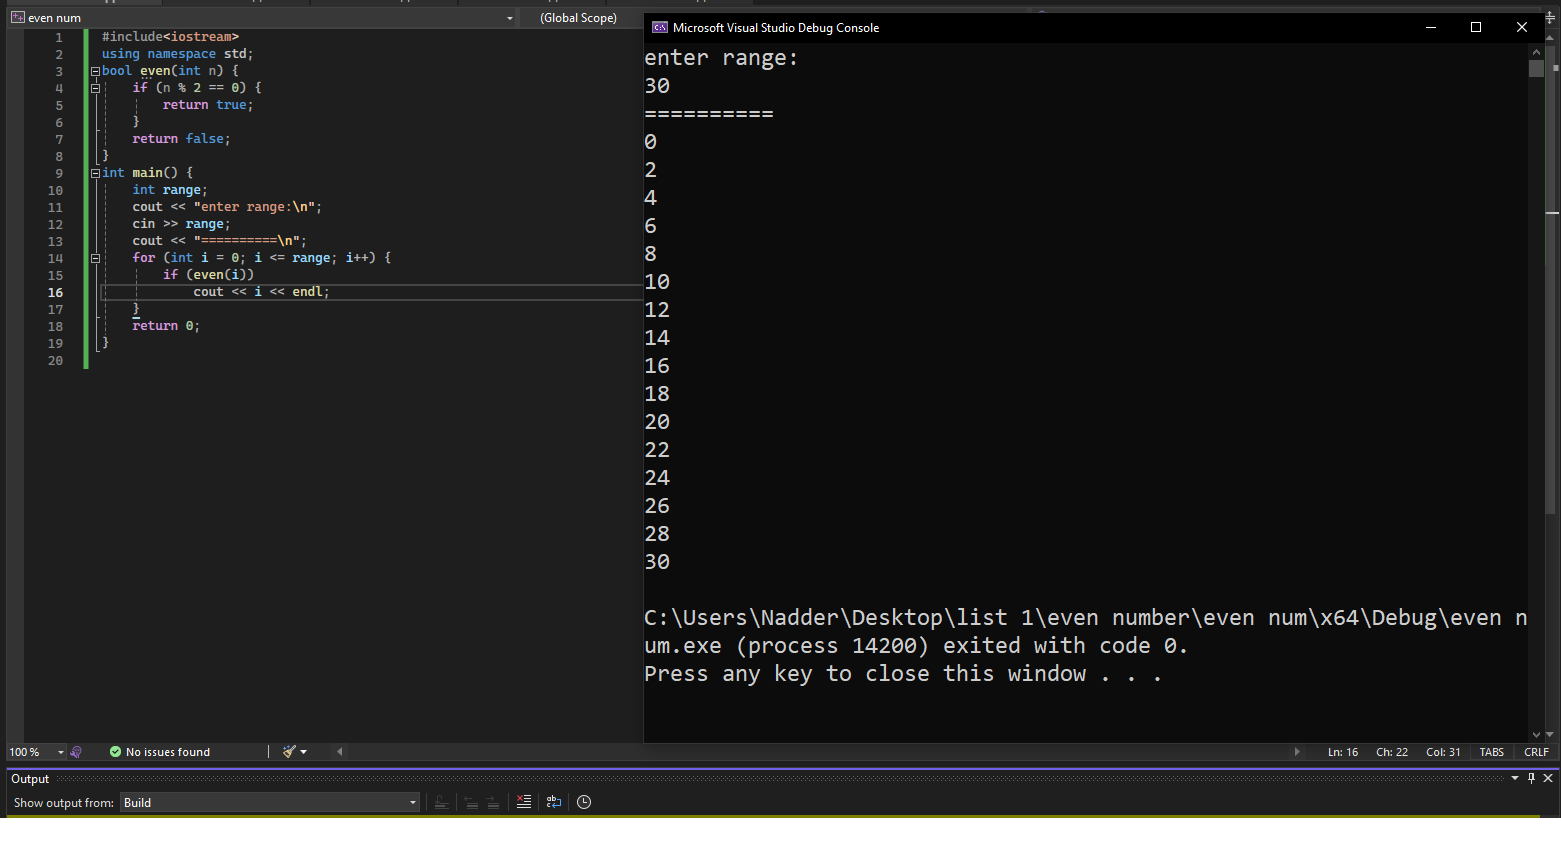 even num
(Global Scope)
1 #include<iostream>
2 using namespace std;
3 bool even(int n) {
4 if (n % 2 == 0) {
5 return true;
6 }
7 return false;
8 }
9 int main() {
10 int range;
11 cout << "enter range:\n";
12 cin >> range;
13 cout << "==========\n";
14 for (int i = 0; i <= range; i++) {
15 if (even(i))
16 cout << i << endl;
17 }
18 return 0;
19 }
20
Microsoft Visual Studio Debug Console
enter range:
30
==========
0
2
4
6
8
10
12
14
16
18
20
22
24
26
28
30
C:\Users\Nadder\Desktop\list 1\even number\even num\x64\Debug\even n
um.exe (process 14200) exited with code 0.
Press any key to close this window . . .
100 % No issues found Ln: 16 Ch: 22 Col: 31 TABS CRLF
Output
Show output from: Build